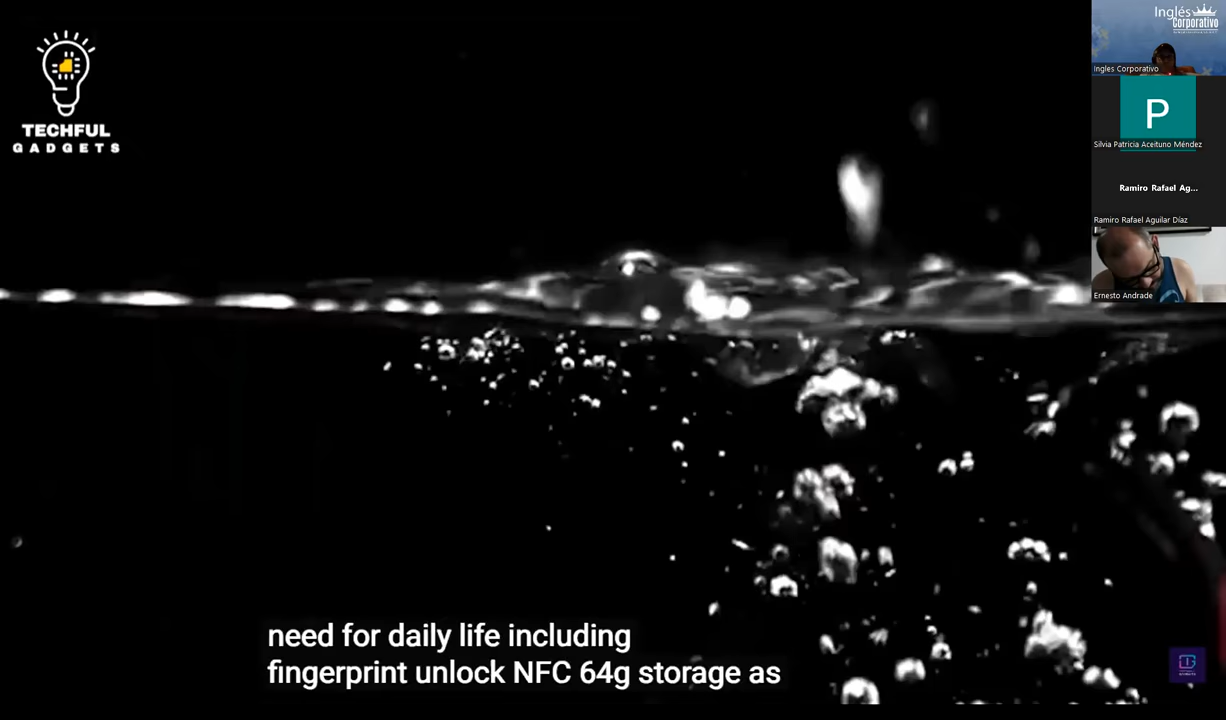 TECHFUL
GADGETS
Inglés
Corporativo
Ingles Corporativo
P
Silvia Patricia Aceituno Méndez
Ramiro Rafael Ag...
Ramiro Rafael Aguilar Díaz
Ernesto Andrade
need for daily life including
fingerprint unlock NFC 64g storage as